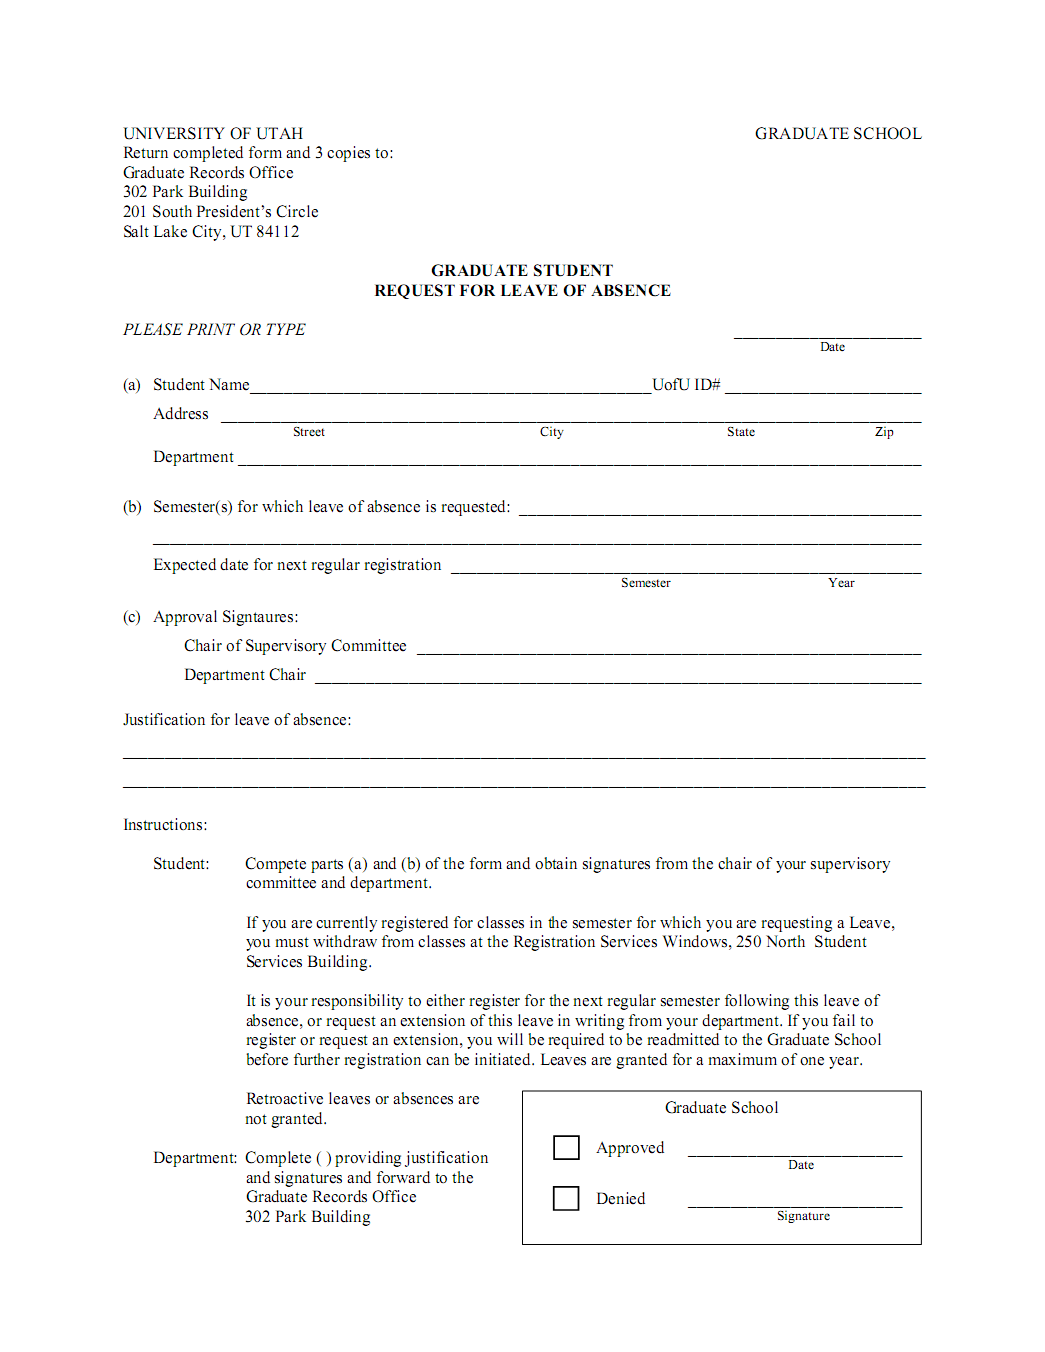 UNIVERSITY OF UTAH GRADUATE SCHOOL
Return completed form and 3 copies to:
Graduate Records Office
302 Park Building
201 South President’s Circle
Salt Lake City, UT 84112
GRADUATE STUDENT
REQUEST FOR LEAVE OF ABSENCE
PLEASE PRINT OR TYPE
Date
(a) Student Name UofU ID#
Address
Street City State Zip
Department
(b) Semester(s) for which leave of absence is requested:
Expected date for next regular registration
Semester Year
(c) Approval Signtaures:
Chair of Supervisory Committee
Department Chair
Justification for leave of absence:
Instructions:
Student: Compete parts (a) and (b) of the form and obtain signatures from the chair of your supervisory
committee and department.
If you are currently registered for classes in the semester for which you are requesting a Leave,
you must withdraw from classes at the Registration Services Windows, 250 North Student
Services Building.
It is your responsibility to either register for the next regular semester following this leave of
absence, or request an extension of this leave in writing from your department. If you fail to
register or request an extension, you will be required to be readmitted to the Graduate School
before further registration can be initiated. Leaves are granted for a maximum of one year.
Retroactive leaves or absences are
not granted.
Department: Complete ( ) providing justification
and signatures and forward to the
Graduate Records Office
302 Park Building
Graduate School
Approved
Date
Denied
Signature